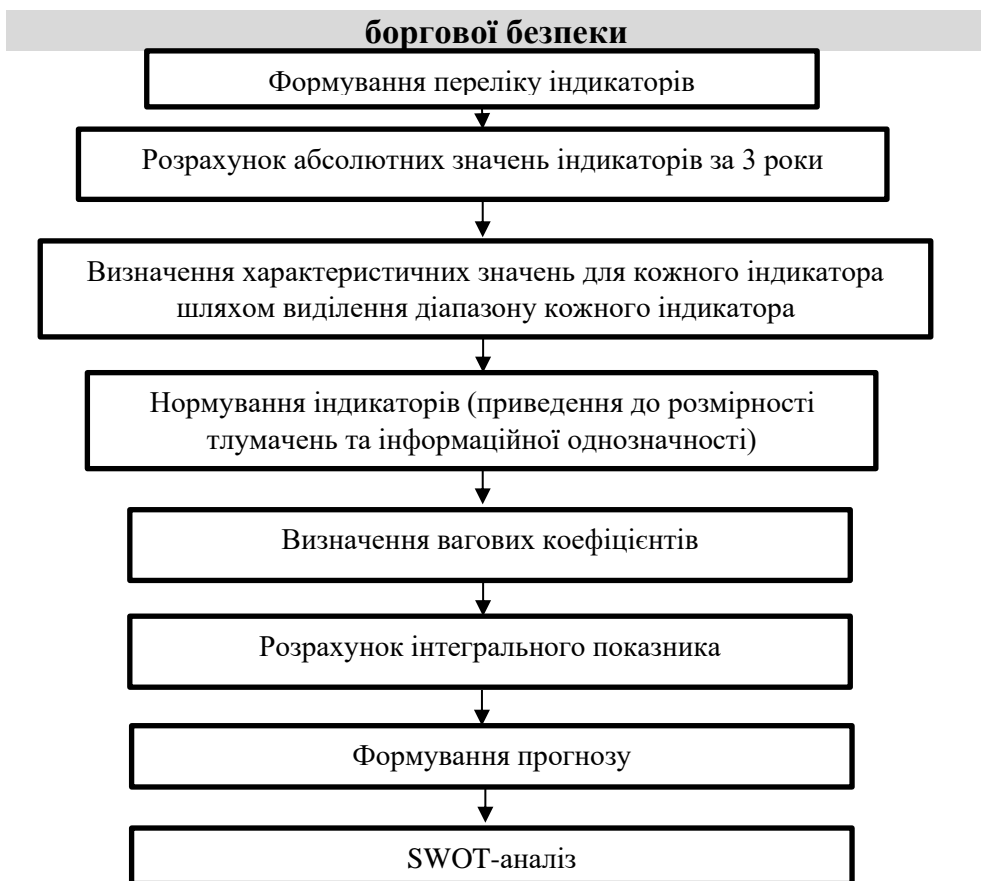 боргової безпеки
Формування переліку індикаторів
Розрахунок абсолютних значень індикаторів за 3 роки
Визначення характеристичних значень для кожного індикатора
шляхом виділення діапазону кожного індикатора
Нормування індикаторів (приведення до розмірності
тлумачень та інформаційної однозначності)
Визначення вагових коефіцієнтів
Розрахунок інтегрального показника
Формування прогнозу
SWOT-аналіз